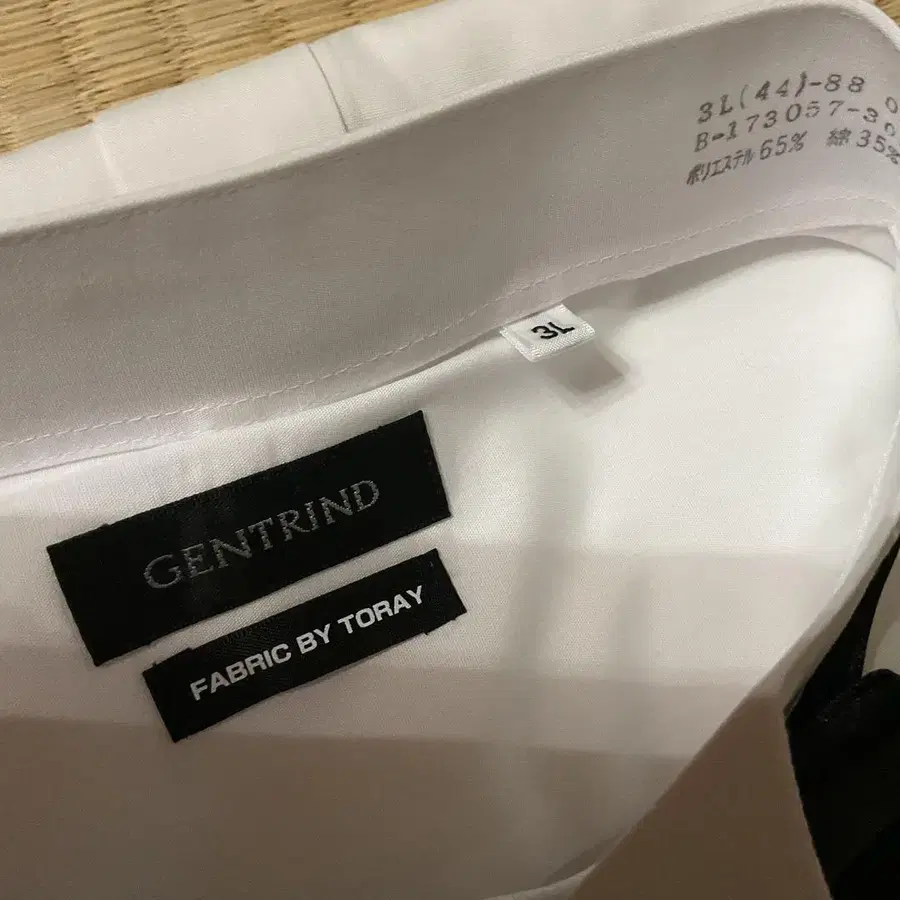 3L(44)-88 0
B-173057-30
ポリエステル65% 綿35%
3L
GENTRIND
FABRIC BY TORAY